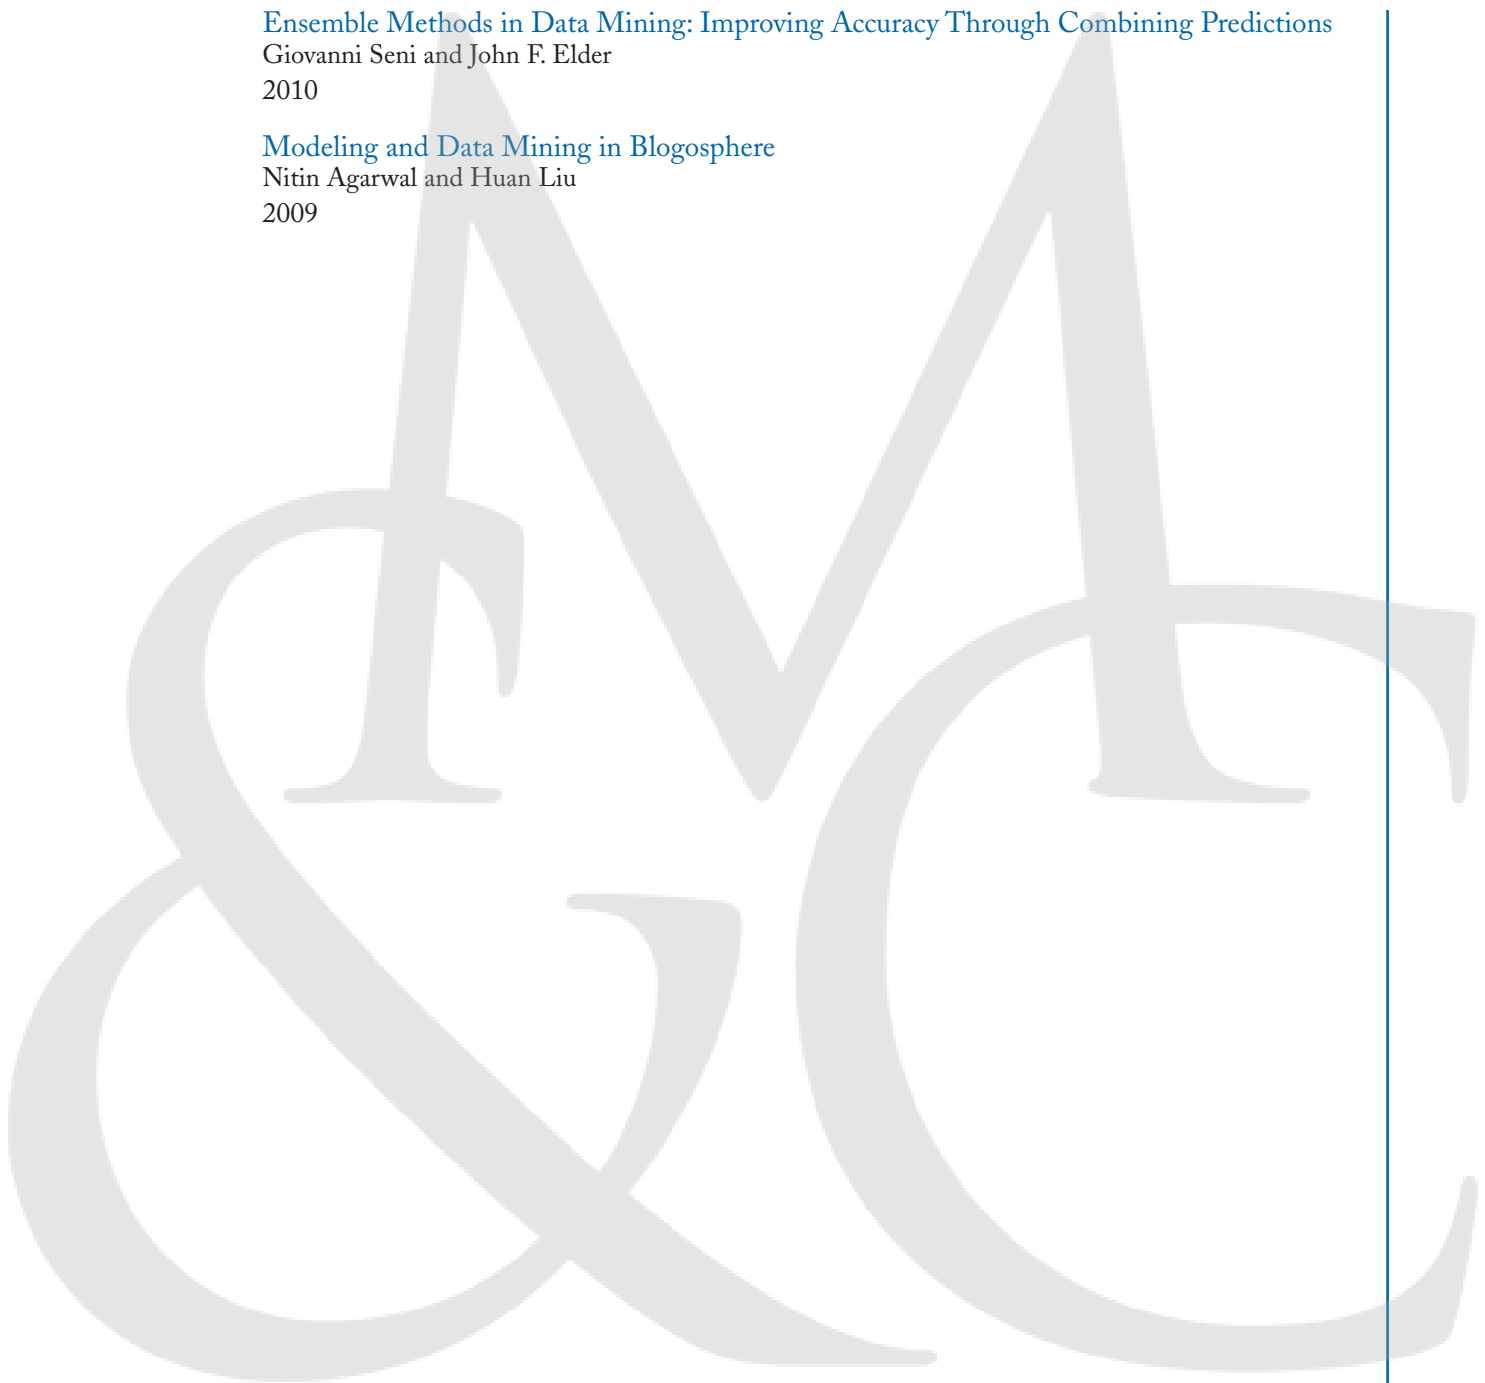 Ensemble Methods in Data Mining: Improving Accuracy Through Combining Predictions
Giovanni Seni and John F. Elder
2010
Modeling and Data Mining in Blogosphere
Nitin Agarwal and Huan Liu
2009
M
&C